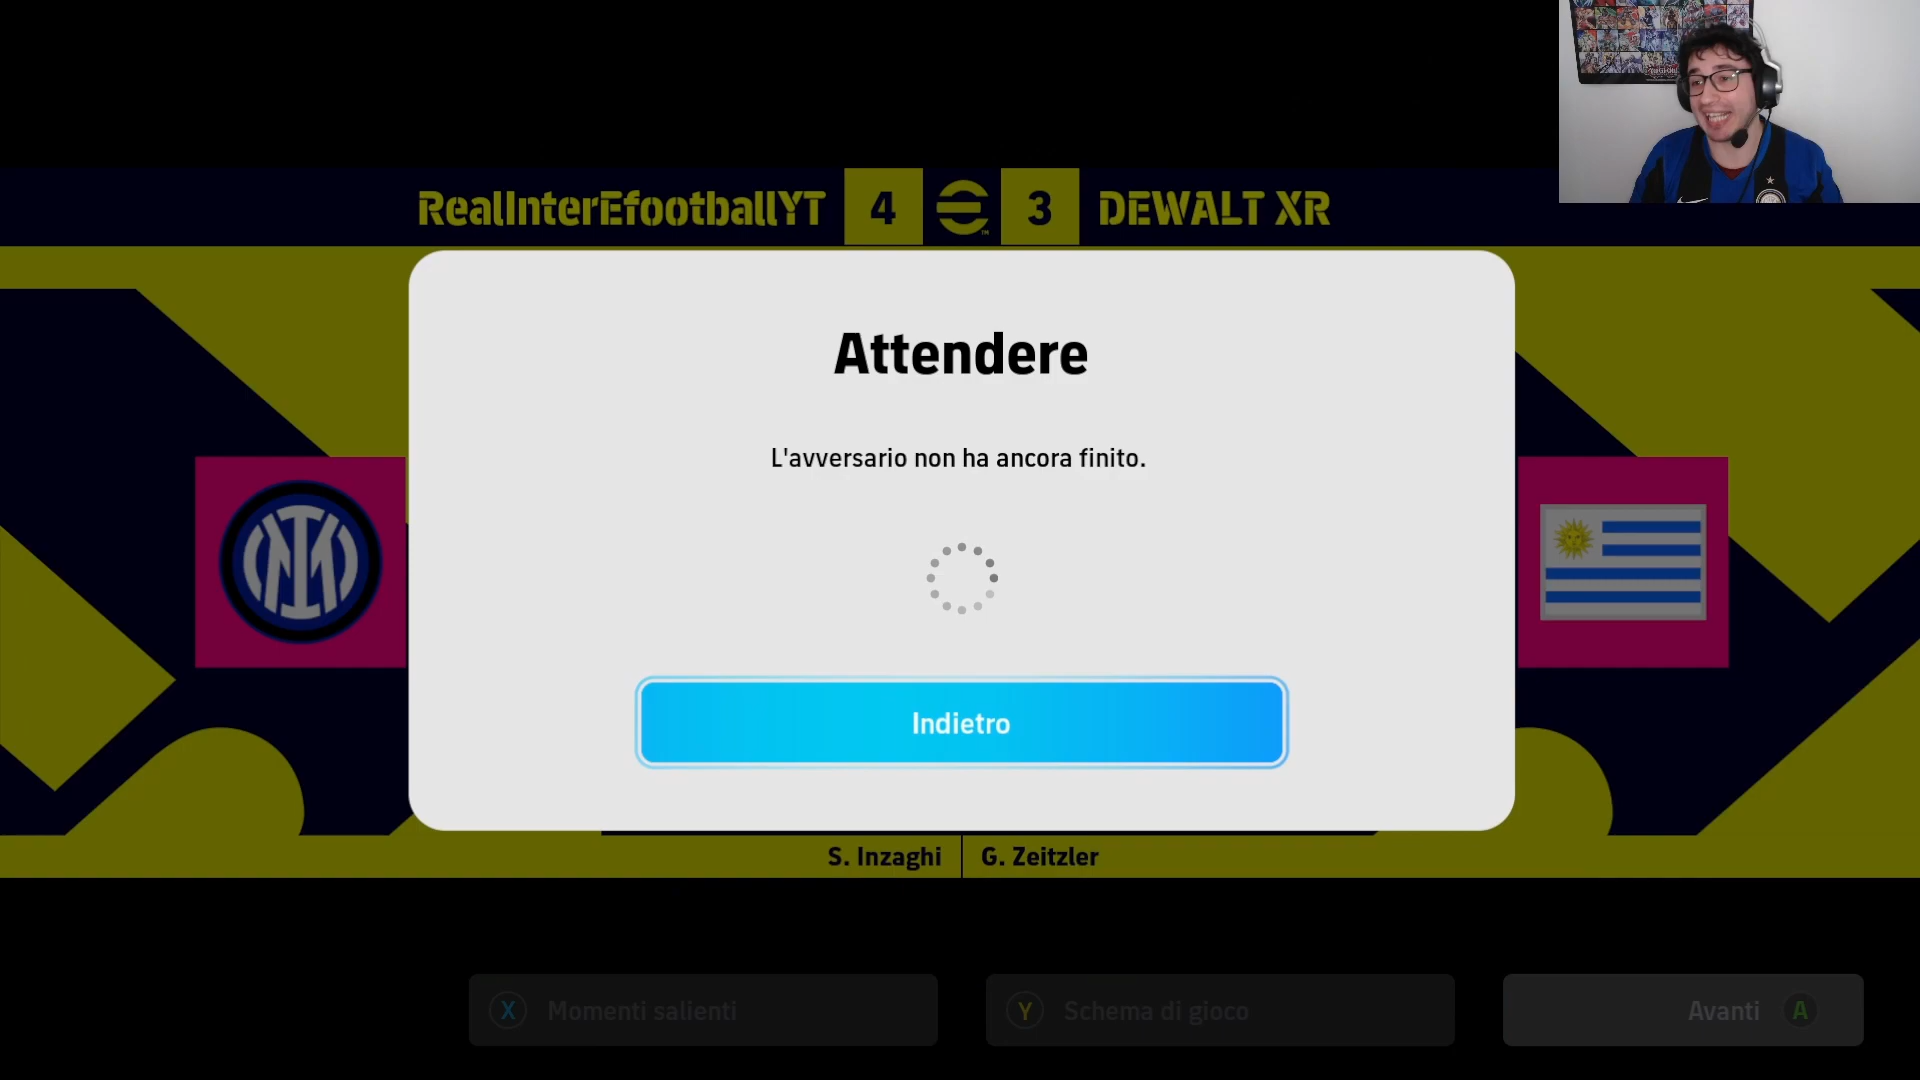 RealInterEfootballYT 4 3 DEWALT XR
Attendere
L'avversario non ha ancora finito.
Indietro
S. Inzaghi G. Zeitzler
X Momenti salienti Y Schema di gioco Avanti A